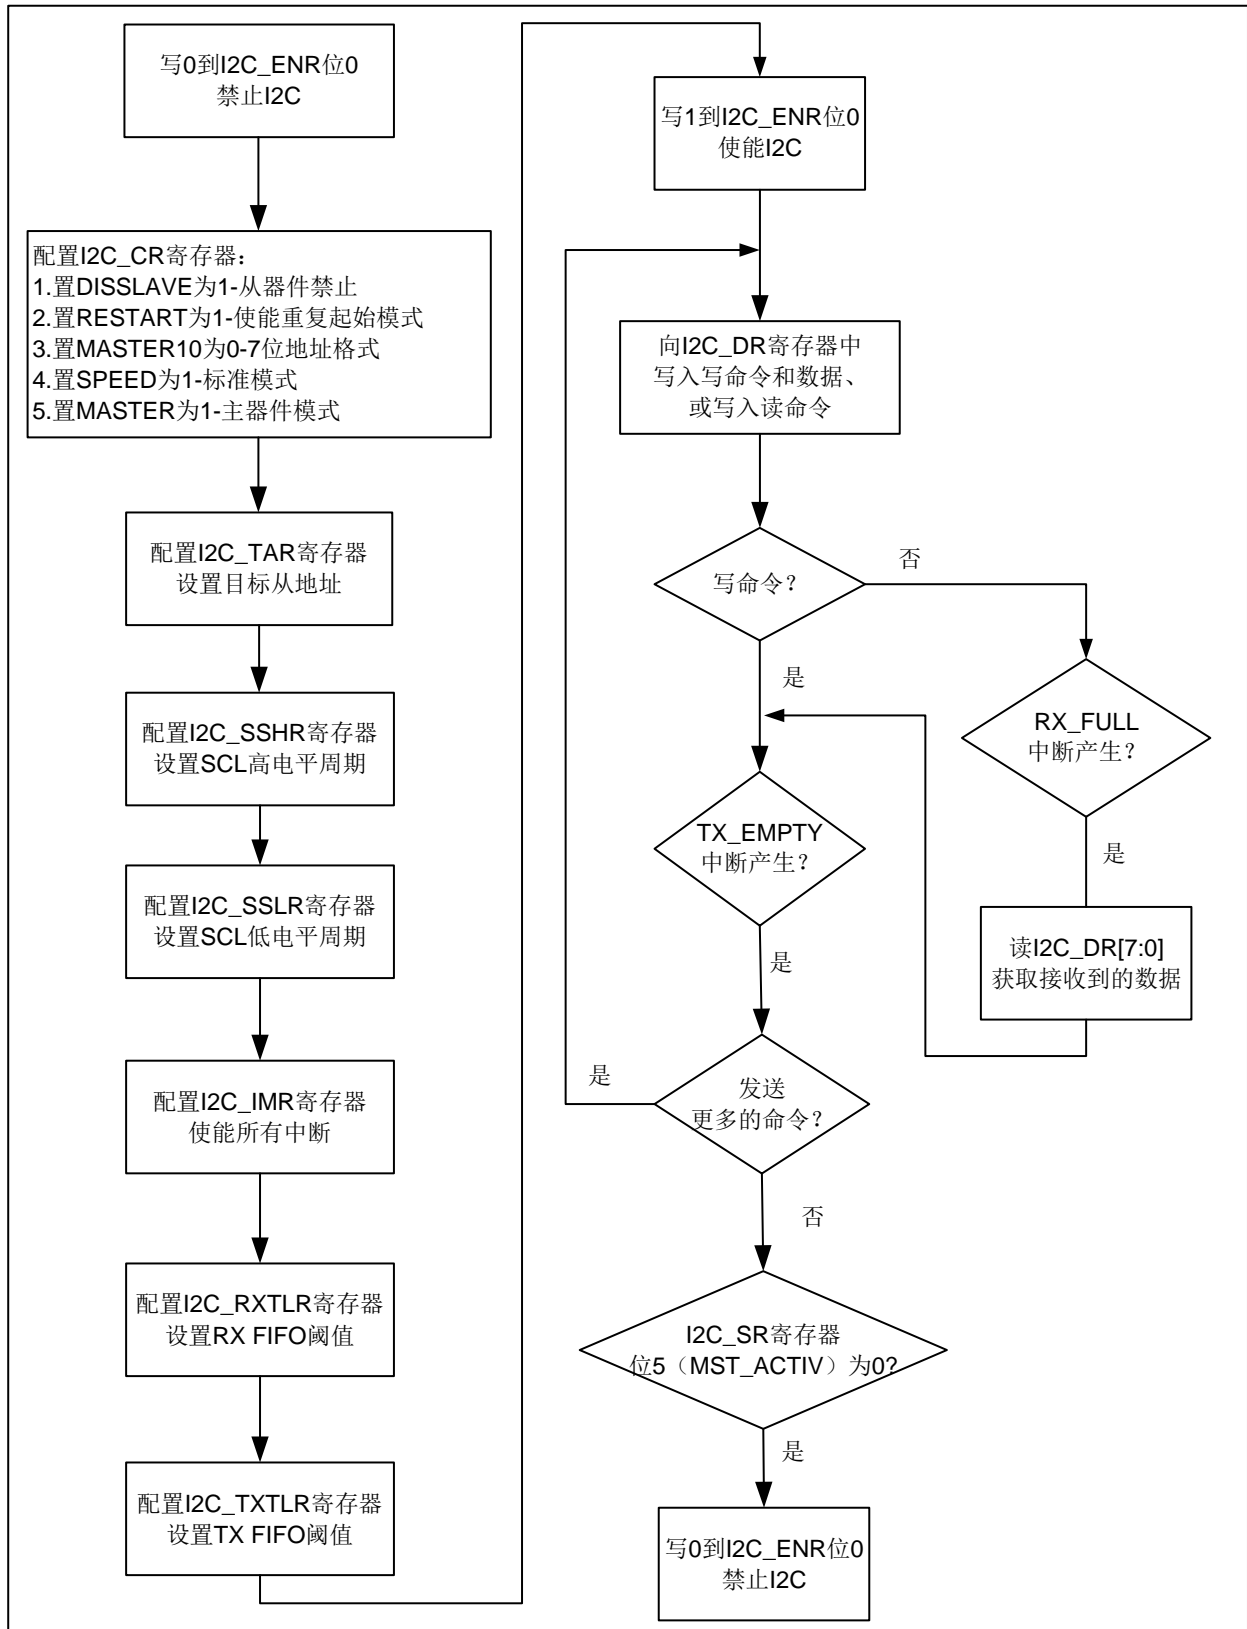 写0到I2C_ENR位0
禁止I2C
配置I2C_CR寄存器：
1.置DISSLAVE为1-从器件禁止
2.置RESTART为1-使能重复起始模式
3.置MASTER10为0-7位地址格式
4.置SPEED为1-标准模式
5.置MASTER为1-主器件模式
配置I2C_TAR寄存器
设置目标从地址
配置I2C_SSHR寄存器
设置SCL高电平周期
配置I2C_SSLR寄存器
设置SCL低电平周期
配置I2C_IMR寄存器
使能所有中断
配置I2C_RXTLR寄存器
设置RX FIFO阈值
配置I2C_TXTLR寄存器
设置TX FIFO阈值
写1到I2C_ENR位0
使能I2C
向I2C_DR寄存器中
写入写命令和数据、
或写入读命令
写命令？
否
是
RX_FULL
中断产生？
是
读I2C_DR[7:0]
获取接收到的数据
TX_EMPTY
中断产生？
是
发送
更多的命令？
是
否
I2C_SR寄存器
位5（MST_ACTIV）为0?
是
写0到I2C_ENR位0
禁止I2C